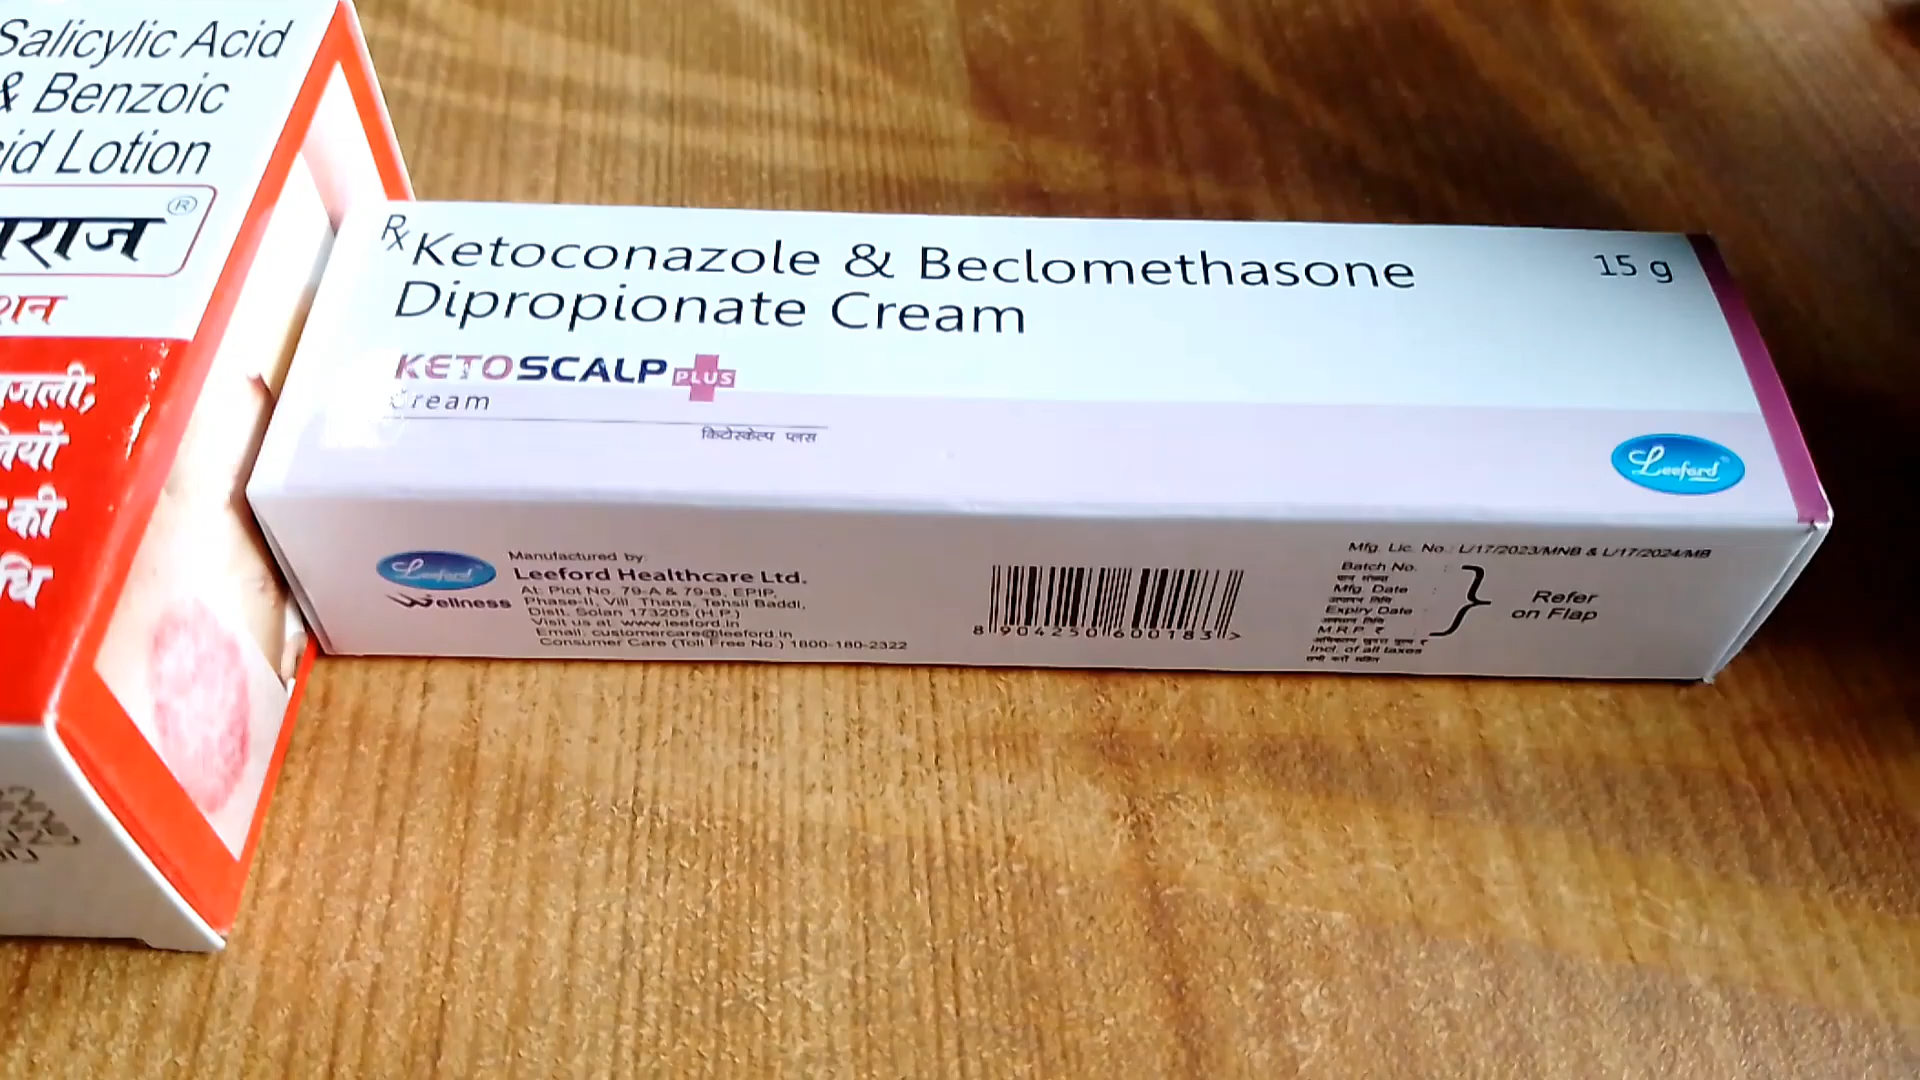 Salicylic Acid
& Benzoic
Lotion
®
Rx Ketoconazole & Beclomethasone
Dipropionate Cream
15 g
KETOSCALP PLUS
Cream
किटोस्केल्प प्लस
Leeford
Leeford
Wellness
Manufactured by:
Leeford Healthcare Ltd.
At: Plot No. 79-A & 79-B, EPIP,
Phase-II, Vill. Thana, Tehsil Baddi,
Distt. Solan 173205 (H.P.)
Visit us at: www.leeford.in
Email: customercare@leeford.in
Consumer Care (Toll Free No.) 1800-180-2322
8 904250 600183 >
Mfg. Lic. No.: L/17/2023/MNB & L/17/2024/MB
Batch No. :
Mfg Date :
Expiry Date :
M.R.P ₹
Incl. of all taxes
Refer
on Flap
की